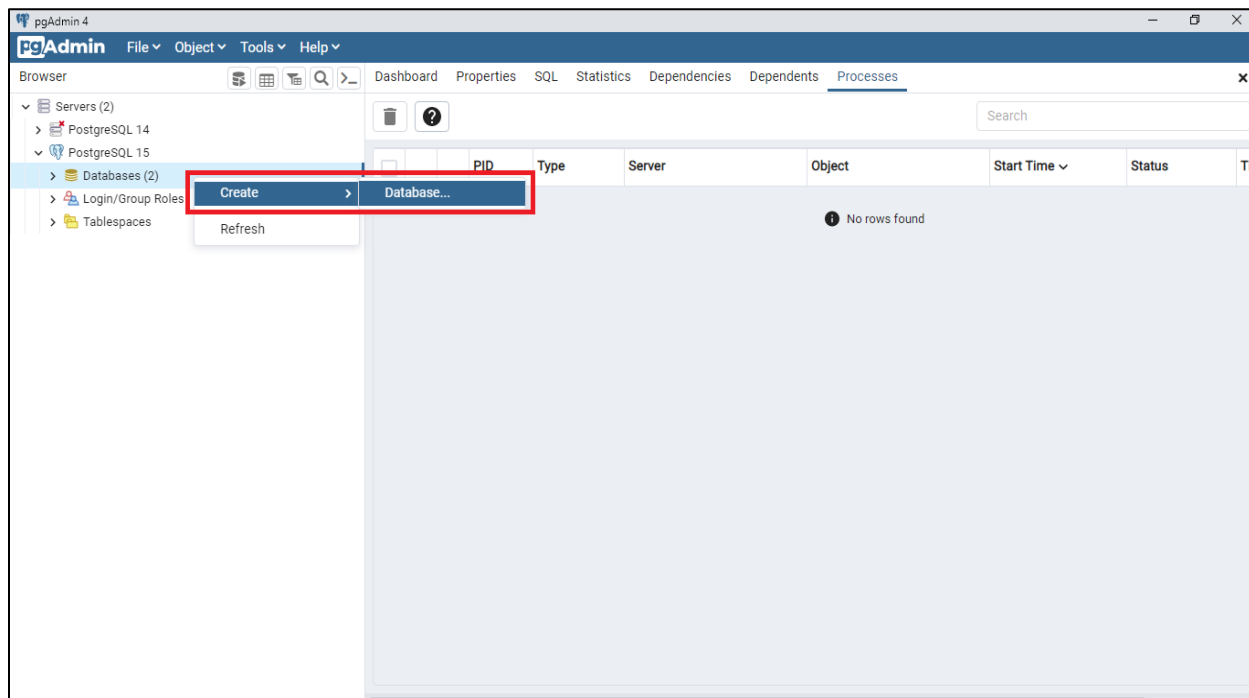 pgAdmin 4
pgAdmin File Object Tools Help
Browser
Dashboard Properties SQL Statistics Dependencies Dependents Processes
Servers (2)
PostgreSQL 14
PostgreSQL 15
Databases (2)
Login/Group Roles
Tablespaces
Create
Database...
Refresh
Search
PID Type Server Object Start Time Status
No rows found